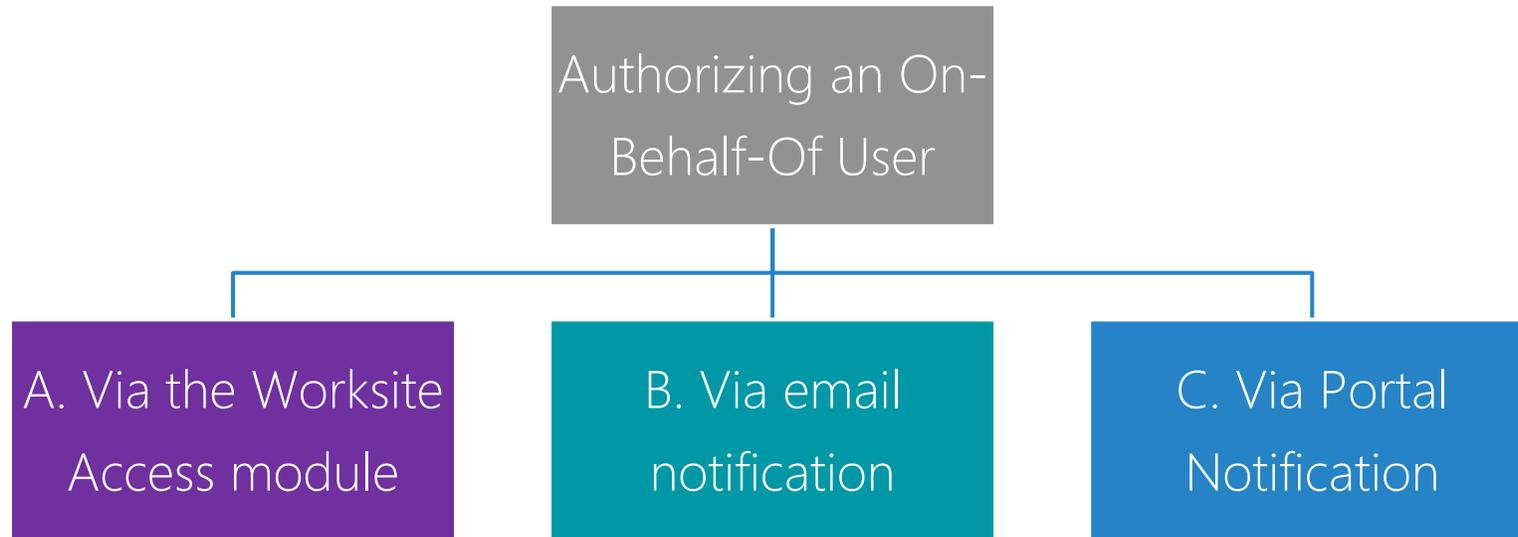 Authorizing an On-
Behalf-Of User
A. Via the Worksite
Access module
B. Via email
notification
C. Via Portal
Notification